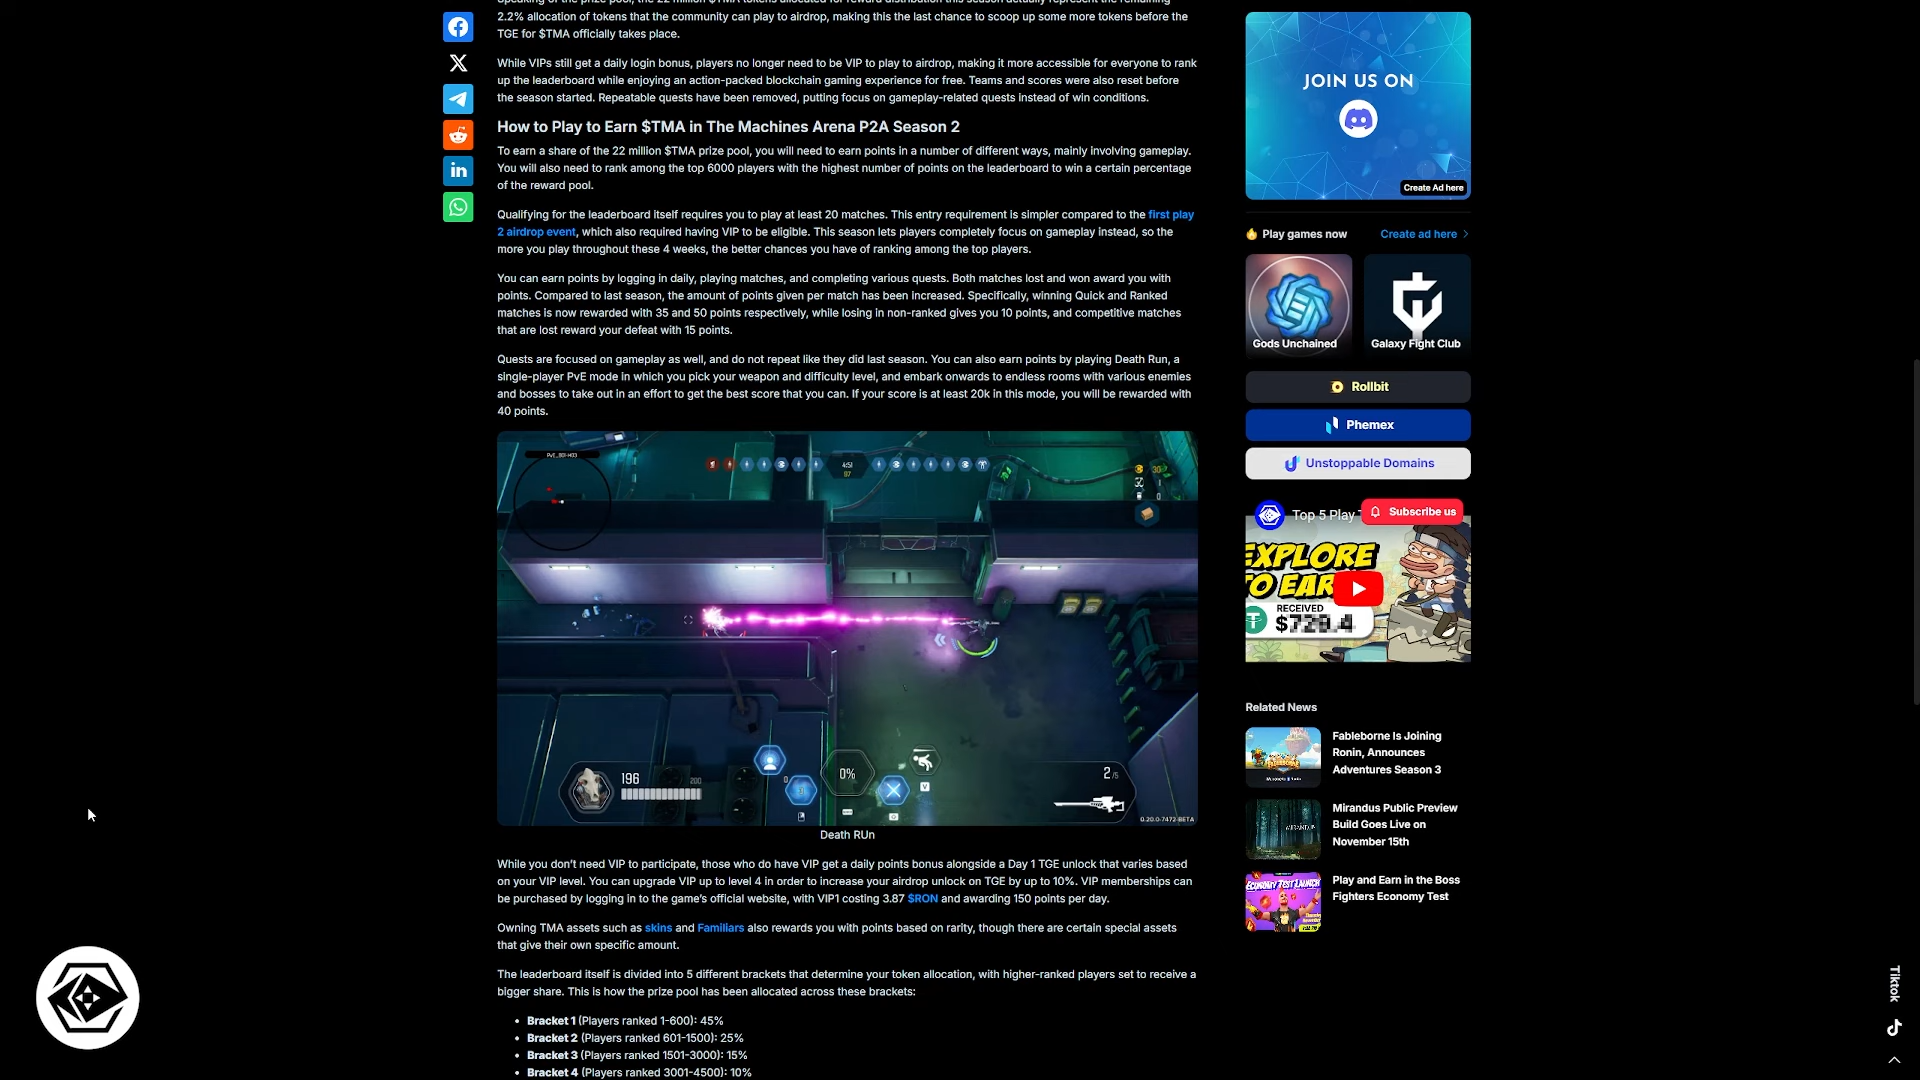 2.2% allocation of tokens that the community can play to airdrop, making this the last chance to scoop up some more tokens before the
TGE for $TMA officially takes place.
While VIPs still get a daily login bonus, players no longer need to be VIP to play to airdrop, making it more accessible for everyone to rank
up the leaderboard while enjoying an action-packed blockchain gaming experience for free. Teams and scores were also reset before
the season started. Repeatable quests have been removed, putting focus on gameplay-related quests instead of win conditions.
How to Play to Earn $TMA in The Machines Arena P2A Season 2
To earn a share of the 22 million $TMA prize pool, you will need to earn points in a number of different ways, mainly involving gameplay.
You will also need to rank among the top 6000 players with the highest number of points on the leaderboard to win a certain percentage
of the reward pool.
Qualifying for the leaderboard itself requires you to play at least 20 matches. This entry requirement is simpler compared to the first play
2 airdrop event, which also required having VIP to be eligible. This season lets players completely focus on gameplay instead, so the
more you play throughout these 4 weeks, the better chances you have of ranking among the top players.
You can earn points by logging in daily, playing matches, and completing various quests. Both matches lost and won award you with
points. Compared to last season, the amount of points given per match has been increased. Specifically, winning Quick and Ranked
matches is now rewarded with 35 and 50 points respectively, while losing in non-ranked gives you 10 points, and competitive matches
that are lost reward your defeat with 15 points.
Quests are focused on gameplay as well, and do not repeat like they did last season. You can also earn points by playing Death Run, a
single-player PvE mode in which you pick your weapon and difficulty level, and embark onwards to endless rooms with various enemies
and bosses to take out in an effort to get the best score that you can. If your score is at least 20k in this mode, you will be rewarded with
40 points.
4:51
97
30
196
200
0%
V
2/5
0.20.0-7472-BETA
Death RUn
While you don't need VIP to participate, those who do have VIP get a daily points bonus alongside a Day 1 TGE unlock that varies based
on your VIP level. You can upgrade VIP up to level 4 in order to increase your airdrop unlock on TGE by up to 10%. VIP memberships can
be purchased by logging in to the game's official website, with VIP1 costing 3.87 $RON and awarding 150 points per day.
Owning TMA assets such as skins and Familiars also rewards you with points based on rarity, though there are certain special assets
that give their own specific amount.
The leaderboard itself is divided into 5 different brackets that determine your token allocation, with higher-ranked players set to receive a
bigger share. This is how the prize pool has been allocated across these brackets:
• Bracket 1 (Players ranked 1-600): 45%
• Bracket 2 (Players ranked 601-1500): 25%
• Bracket 3 (Players ranked 1501-3000): 15%
• Bracket 4 (Players ranked 3001-4500): 10%
JOIN US ON
Create Ad here
Play games now
Create ad here
Gods Unchained
Galaxy Fight Club
Rollbit
Phemex
Unstoppable Domains
Top 5 Play
Subscribe us
EXPLORE
TO EAR
RECEIVED
$729.4
Related News
Fableborne Is Joining
Ronin, Announces
Adventures Season 3
Mirandus Public Preview
Build Goes Live on
November 15th
ECONOMY TEST LAUNCH
Play and Earn in the Boss
Fighters Economy Test
Tiktok